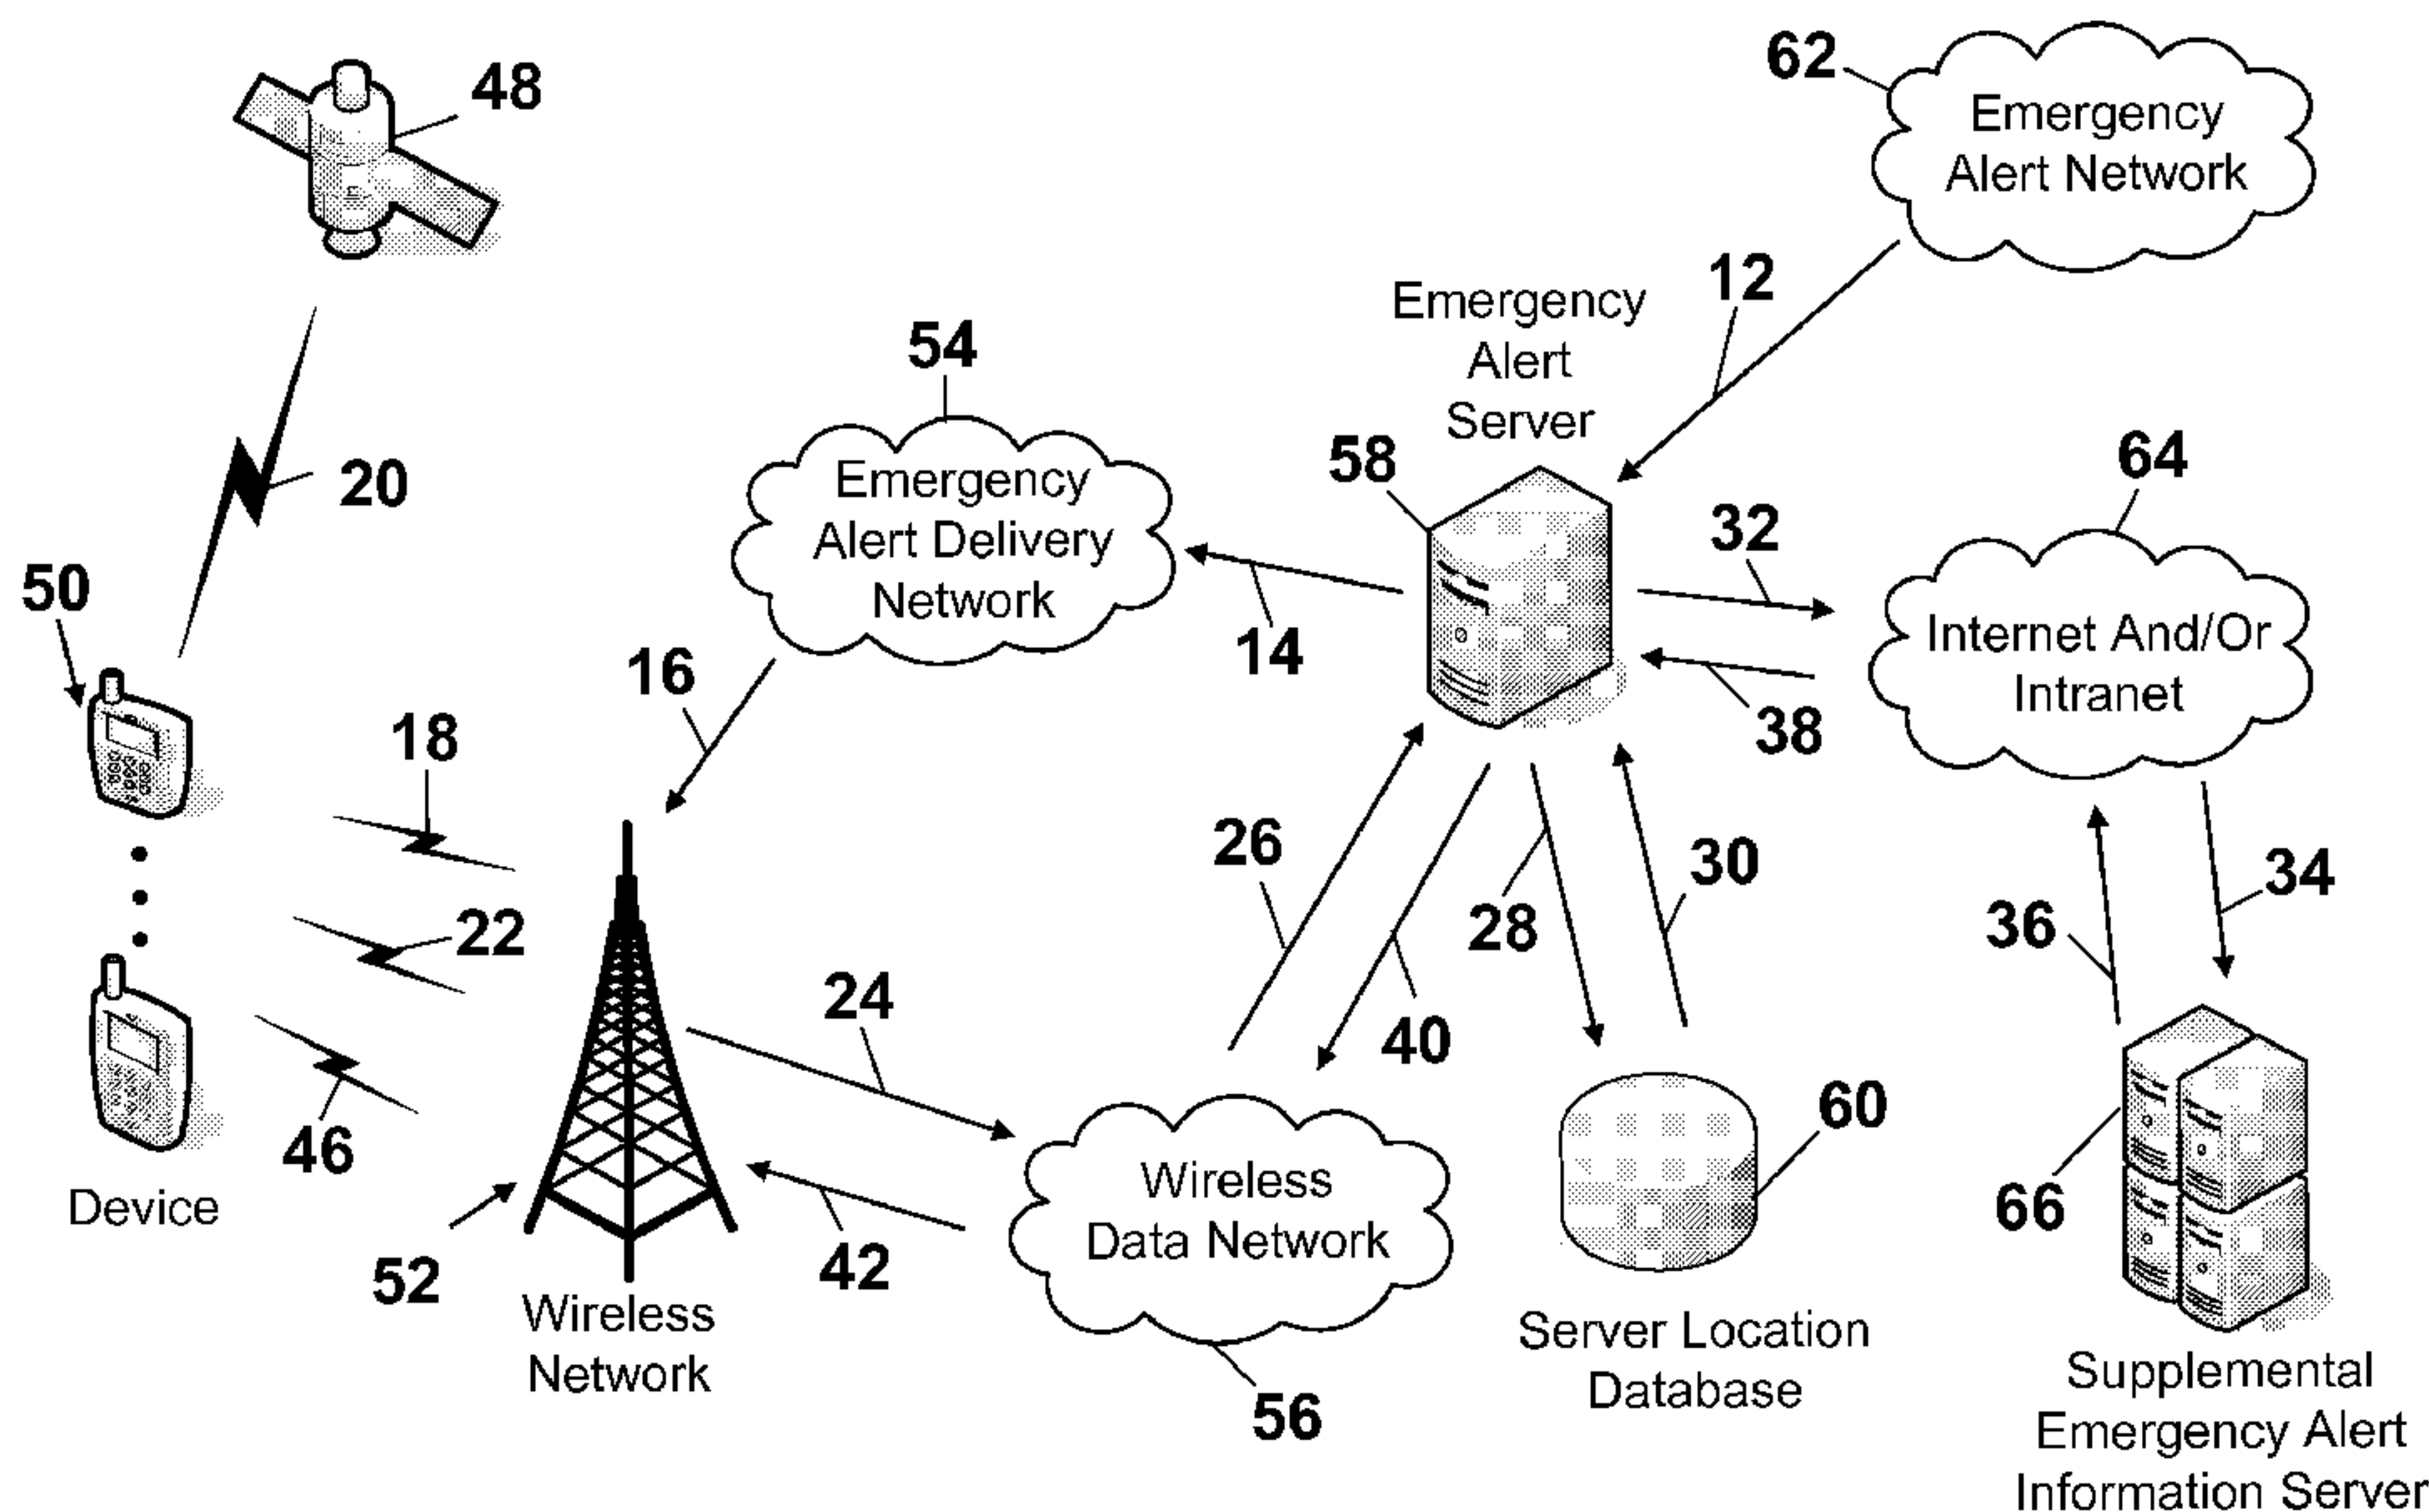 62
Emergency
Alert Network
48
12
Emergency
Alert
Server
54
Emergency
Alert Delivery
Network
58
64
20
32
50
Internet And/Or
Intranet
14
16
38
18
26
30
34
22
28
36
24
40
60
46
Wireless
Data Network
66
Device
42
52
Wireless
Network
Server Location
Database
56
Supplemental
Emergency Alert
Information Server